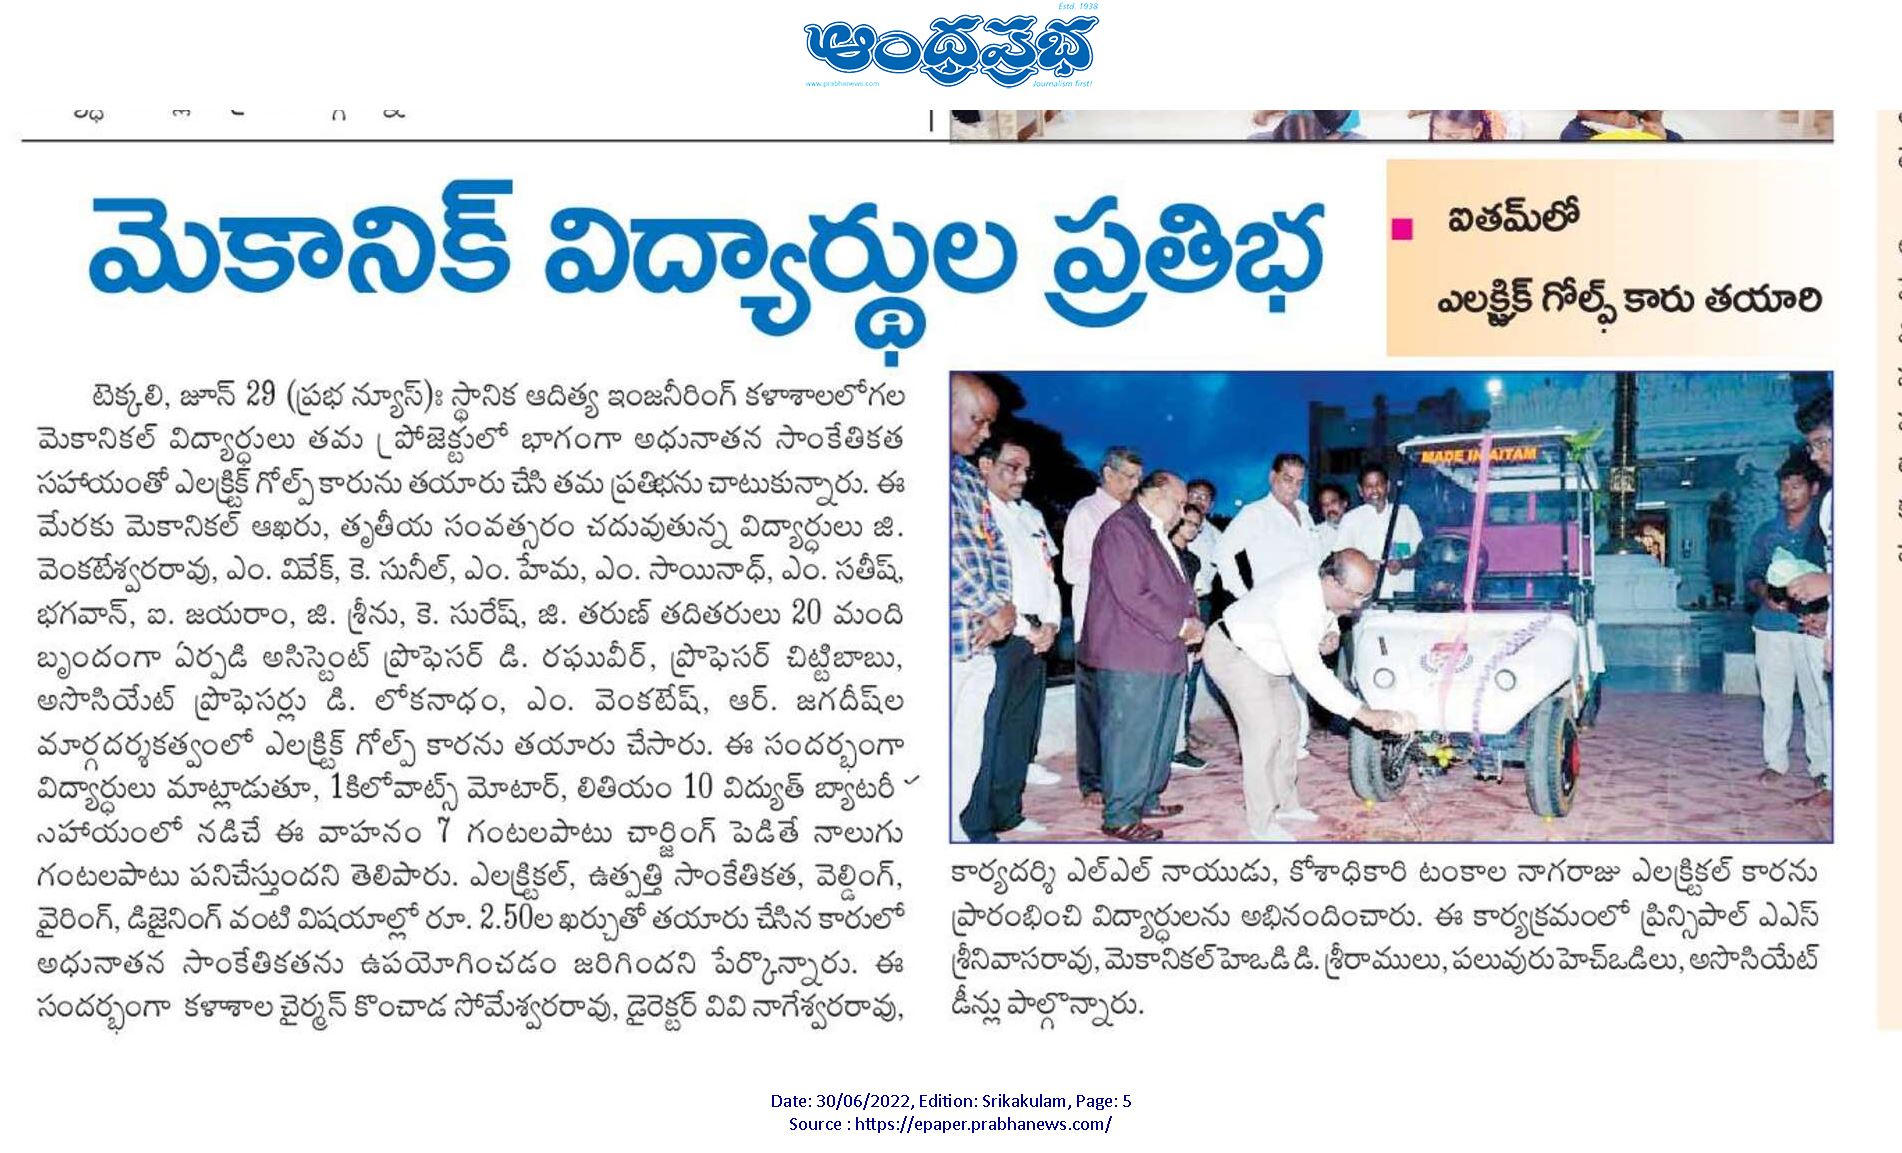 Estd. 1938
ఆంధ్రప్రభ
www.prabhanews.com
Journalism first!
మెకానిక్ విద్యార్థుల ప్రతిభ
ఐతమ్‌లో
ఎలక్ట్రిక్ గోల్ఫ్ కారు తయారి
టెక్కలి, జూన్ 29 (ప్రభ న్యూస్): స్థానిక ఆదిత్య ఇంజనీరింగ్ కళాశాలలోగల
మెకానికల్ విద్యార్థులు తమ ప్రోజెక్టులో భాగంగా అధునాతన సాంకేతికత
సహాయంతో ఎలక్ట్రిక్ గోల్ఫ్ కారును తయారు చేసి తమ ప్రతిభను చాటుకున్నారు. ఈ
మేరకు మెకానికల్ ఆఖరు, తృతీయ సంవత్సరం చదువుతున్న విద్యార్థులు జి.
వెంకటేశ్వరరావు, ఎం. వివేక్, కె. సునీల్, ఎం. హేమ, ఎం. సాయినాధ్, ఎం. సతీష్,
భగవాన్, ఐ. జయరాం, జి. శ్రీను, కె. సురేష్, జి. తరుణ్ తదితరులు 20 మంది
బృందంగా ఏర్పడి అసిస్టెంట్ ప్రొఫెసర్ డి. రఘువీర్, ప్రొఫెసర్ చిట్టిబాబు,
అసొసియేట్ ప్రొఫెసర్లు డి. లోకనాధం, ఎం. వెంకటేష్, ఆర్. జగదీష్‌ల
మార్గదర్శకత్వంలో ఎలక్ట్రిక్ గోల్ఫ్ కారను తయారు చేసారు. ఈ సందర్భంగా
విద్యార్థులు మాట్లాడుతూ, 1కిలోవాట్స్ మోటార్, లితియం 10 విద్యుత్ బ్యాటరీ
సహాయంలో నడిచే ఈ వాహనం 7 గంటలపాటు చార్జింగ్ పెడితే నాలుగు
గంటలపాటు పనిచేస్తుందని తెలిపారు. ఎలక్ట్రికల్, ఉత్పత్తి సాంకేతికత, వెల్డింగ్,
వైరింగ్, డిజైనింగ్ వంటి విషయాల్లో రూ. 2.50ల ఖర్చుతో తయారు చేసిన కారులో
అధునాతన సాంకేతికతను ఉపయోగించడం జరిగిందని పేర్కొన్నారు. ఈ
సందర్భంగా కళాశాల చైర్మన్ కొంచాడ సోమేశ్వరరావు, డైరెక్టర్ వివి నాగేశ్వరరావు,
MADE IN AITAM
కార్యదర్శి ఎల్ఎల్ నాయుడు, కోశాధికారి టంకాల నాగరాజు ఎలక్ట్రికల్ కారను
ప్రారంభించి విద్యార్థులను అభినందించారు. ఈ కార్యక్రమంలో ప్రిన్సిపాల్ ఎఎస్
శ్రీనివాసరావు, మెకానికల్ హెఒడి డి. శ్రీరాములు, పలువురు హెచ్ఒడిలు, అసొసియేట్
డీన్లు పాల్గొన్నారు.
Date: 30/06/2022, Edition: Srikakulam, Page: 5
Source : https://epaper.prabhanews.com/